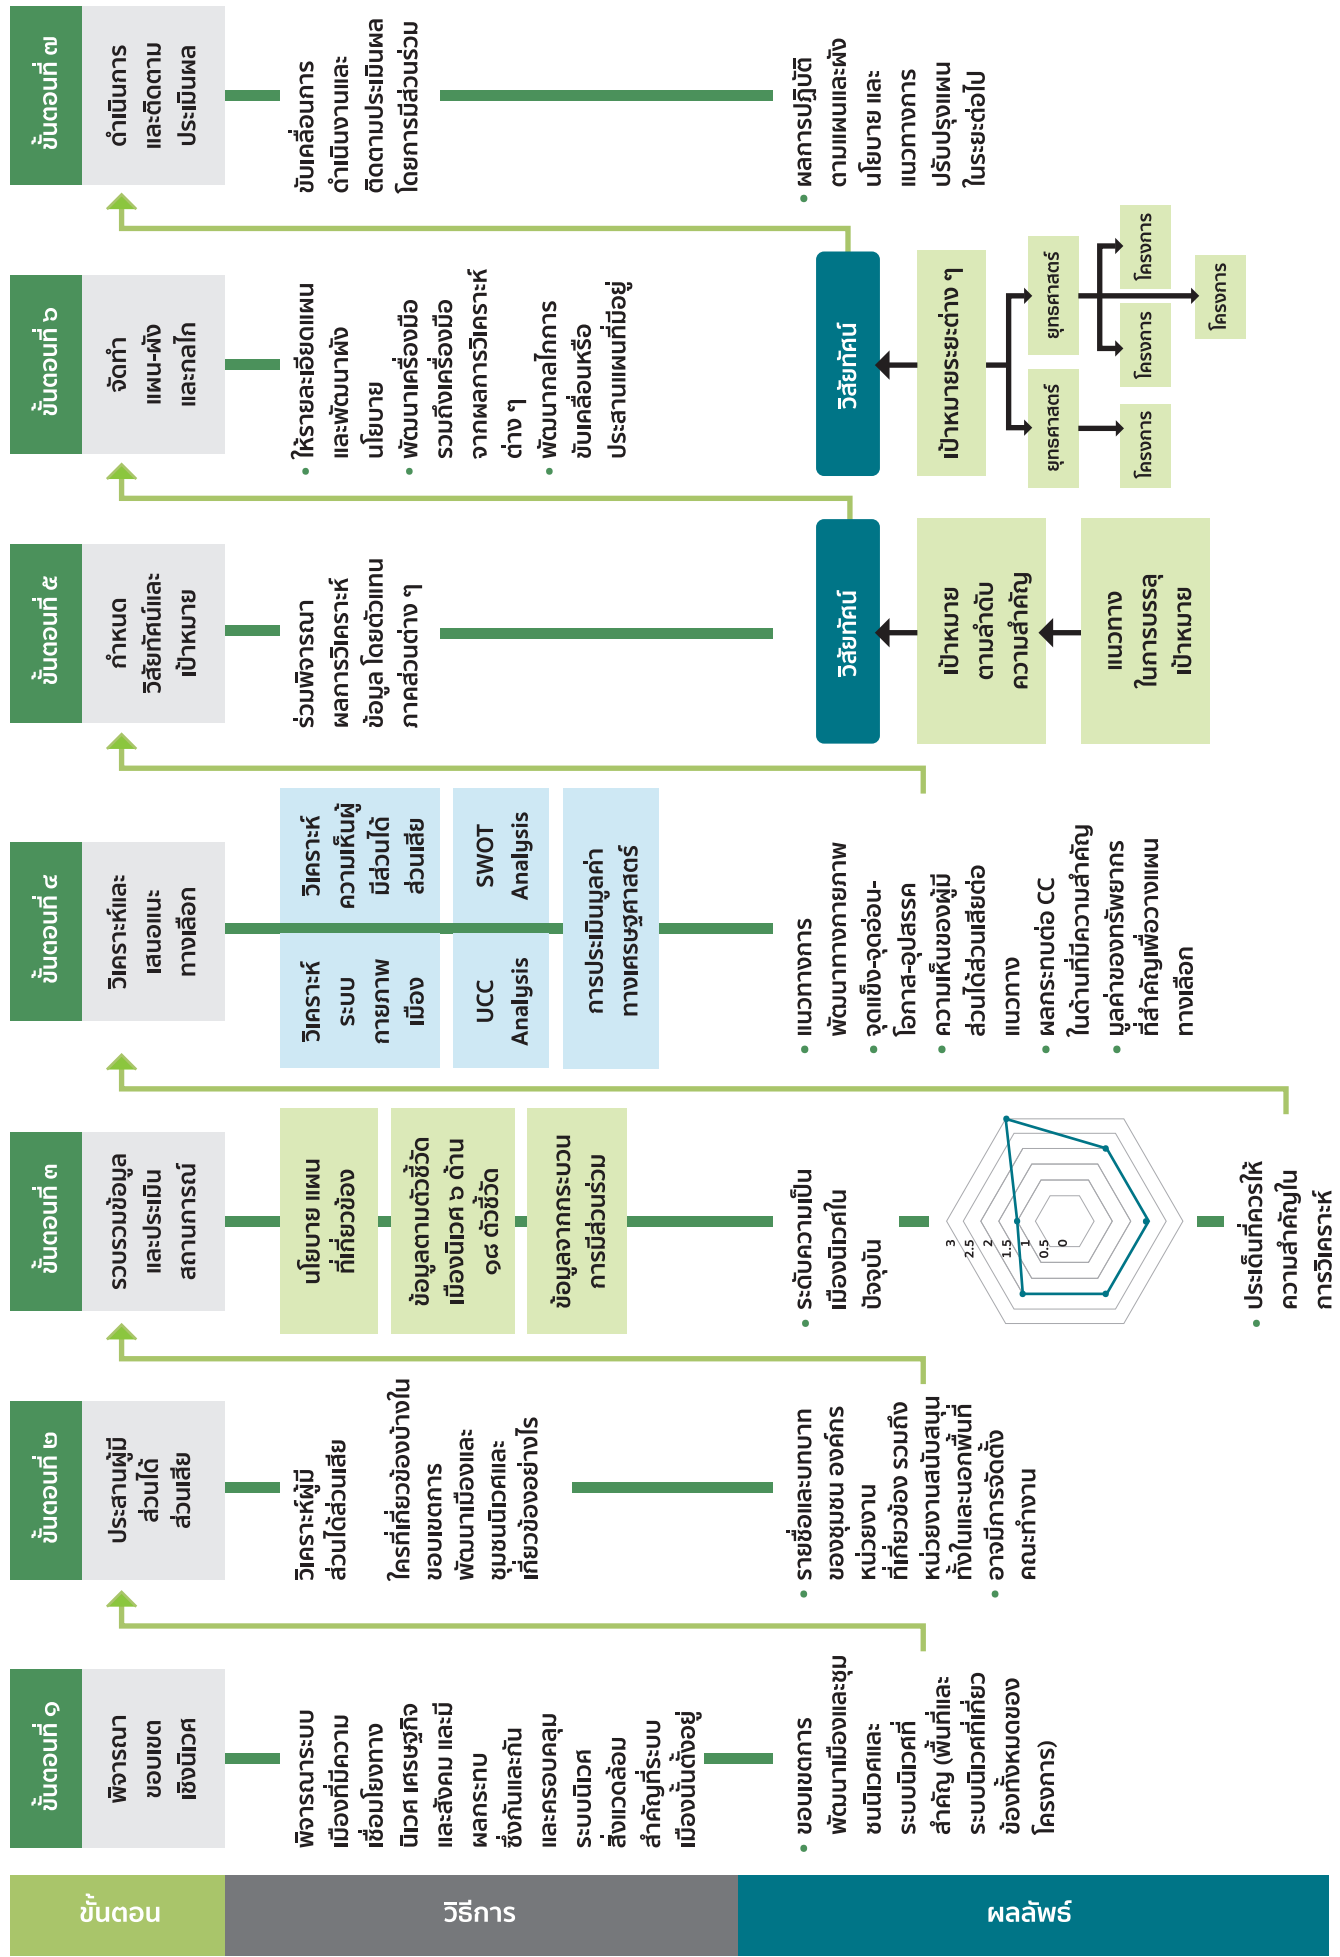 ขั้นตอน
วิธีการ
ผลลัพธ์
ขั้นตอนที่ ๑
พิจารณา
ขอบเขต
เชิงนิเวศ
พิจารณาระบบ
เมืองที่มีความ
เชื่อมโยงทาง
นิเวศ เศรษฐกิจ
และสังคม และมี
ผลกระทบ
ซึ่งกันและกัน
และครอบคลุม
ระบบนิเวศ
สิ่งแวดล้อม
สำคัญที่ระบบ
เมืองนั้นตั้งอยู่
• ขอบเขตการ
พัฒนาเมืองและชุม
ชนนิเวศและ
ระบบนิเวศที่
สำคัญ (พื้นที่และ
ระบบนิเวศที่เกี่ยว
ข้องทั้งหมดของ
โครงการ)
ขั้นตอนที่ ๒
ประสานผู้มี
ส่วนได้
ส่วนเสีย
วิเคราะห์ผู้มี
ส่วนได้ส่วนเสีย
ใครที่เกี่ยวข้องบ้างใน
ขอบเขตการ
พัฒนาเมืองและ
ชุมชนนิเวศและ
เกี่ยวข้องอย่างไร
• รายชื่อและบทบาท
ของชุมชน องค์กร
หน่วยงาน
ที่เกี่ยวข้อง รวมถึง
หน่วยงานสนับสนุน
ทั้งในและนอกพื้นที่
• อาจมีการจัดตั้ง
คณะทำงาน
ขั้นตอนที่ ๓
รวบรวมข้อมูล
และประเมิน
สถานการณ์
นโยบาย แผน
ที่เกี่ยวข้อง
ข้อมูลตามตัวชี้วัด
เมืองนิเวศ ๖ ด้าน
๑๘ ตัวชี้วัด
ข้อมูลจากกระบวน
การมีส่วนร่วม
• ระดับความเป็น
เมืองนิเวศใน
ปัจจุบัน
3
2.5
2
1.5
1
0.5
0
• ประเด็นที่ควรให้
ความสำคัญใน
การวิเคราะห์
ขั้นตอนที่ ๔
วิเคราะห์และ
เสนอแนะ
ทางเลือก
วิเคราะห์
ระบบ
กายภาพ
เมือง
วิเคราะห์
ความเห็นผู้
มีส่วนได้
ส่วนเสีย
UCC
Analysis
SWOT
Analysis
การประเมินมูลค่า
ทางเศรษฐศาสตร์
• แนวทางการ
พัฒนาทางกายภาพ
• จุดแข็ง-จุดอ่อน-
โอกาส-อุปสรรค
• ความเห็นของผู้มี
ส่วนได้ส่วนเสียต่อ
แนวทาง
• ผลกระทบต่อ CC
ในด้านที่มีความสำคัญ
• มูลค่าของทรัพยากร
ที่สำคัญเพื่อวางแผน
ทางเลือก
ขั้นตอนที่ ๕
กำหนด
วิสัยทัศน์และ
เป้าหมาย
ร่วมพิจารณา
ผลการวิเคราะห์
ข้อมูล โดยตัวแทน
ภาคส่วนต่าง ๆ
วิสัยทัศน์
เป้าหมาย
ตามลำดับ
ความสำคัญ
แนวทาง
ในการบรรลุ
เป้าหมาย
ขั้นตอนที่ ๖
จัดทำ
แผน-ผัง
และกลไก
• ให้รายละเอียดแผน
และพัฒนาผัง
นโยบาย
• พัฒนาเครื่องมือ
รวมถึงเครื่องมือ
จากผลการวิเคราะห์
ต่าง ๆ
• พัฒนากลไกการ
ขับเคลื่อนหรือ
ประสานแผนที่มีอยู่
วิสัยทัศน์
เป้าหมายระยะต่าง ๆ
ยุทธศาสตร์
ยุทธศาสตร์
โครงการ
โครงการ
โครงการ
โครงการ
ขั้นตอนที่ ๗
ดำเนินการ
และติดตาม
ประเมินผล
ขับเคลื่อนการ
ดำเนินงานและ
ติดตามประเมินผล
โดยการมีส่วนร่วม
• ผลการปฏิบัติ
ตามแผนและผัง
นโยบาย และ
แนวทางการ
ปรับปรุงแผน
ในระยะต่อไป